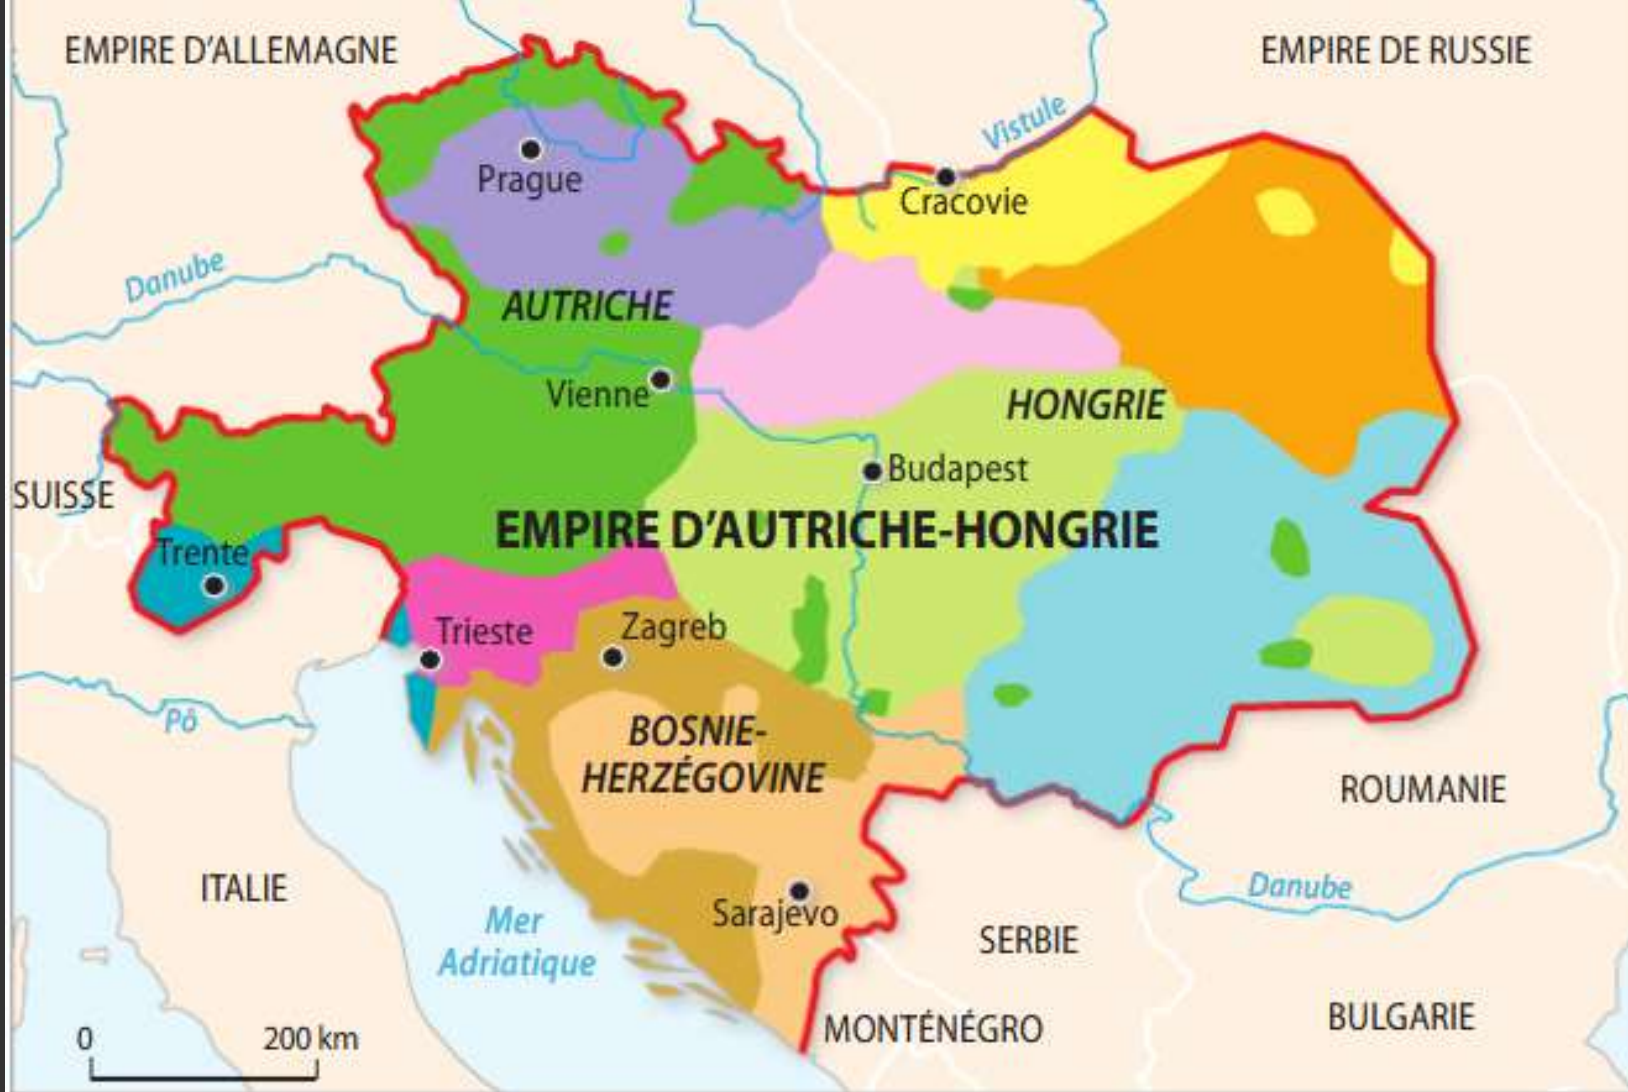 EMPIRE D'ALLEMAGNE
EMPIRE DE RUSSIE
Vistule
Prague
Cracovie
Danube
AUTRICHE
Vienne
HONGRIE
Budapest
SUISSE
EMPIRE D'AUTRICHE-HONGRIE
Trente
Trieste
Zagreb
Pô
BOSNIE-
HERZÉGOVINE
ROUMANIE
ITALIE
Danube
Sarajevo
Mer
Adriatique
SERBIE
BULGARIE
MONTÉNÉGRO
0
200 km